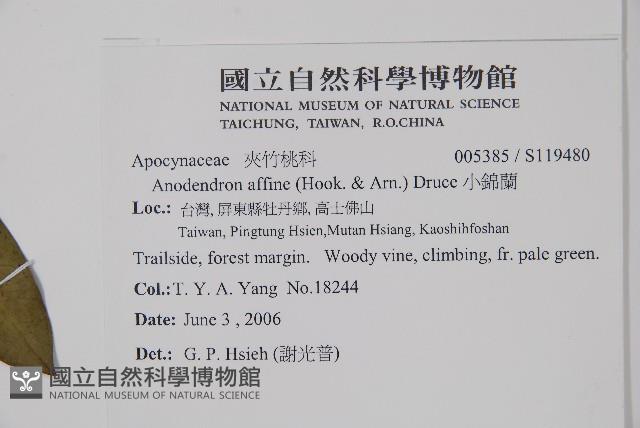 國立自然科學博物館
NATIONAL MUSEUM OF NATURAL SCIENCE
TAICHUNG, TAIWAN, R.O.CHINA
Apocynaceae 夾竹桃科 005385 / S119480
Anodendron affine (Hook. & Arn.) Druce 小錦蘭
Loc.: 台灣, 屏東縣牡丹鄉, 高士佛山
Taiwan, Pingtung Hsien,Mutan Hsiang, Kaoshihfoshan
Trailside, forest margin. Woody vine, climbing, fr. pale green.
Col.: T. Y. A. Yang No.18244
Date: June 3 , 2006
Det.: G. P. Hsieh (謝光普)
國立自然科學博物館
NATIONAL MUSEUM OF NATURAL SCIENCE